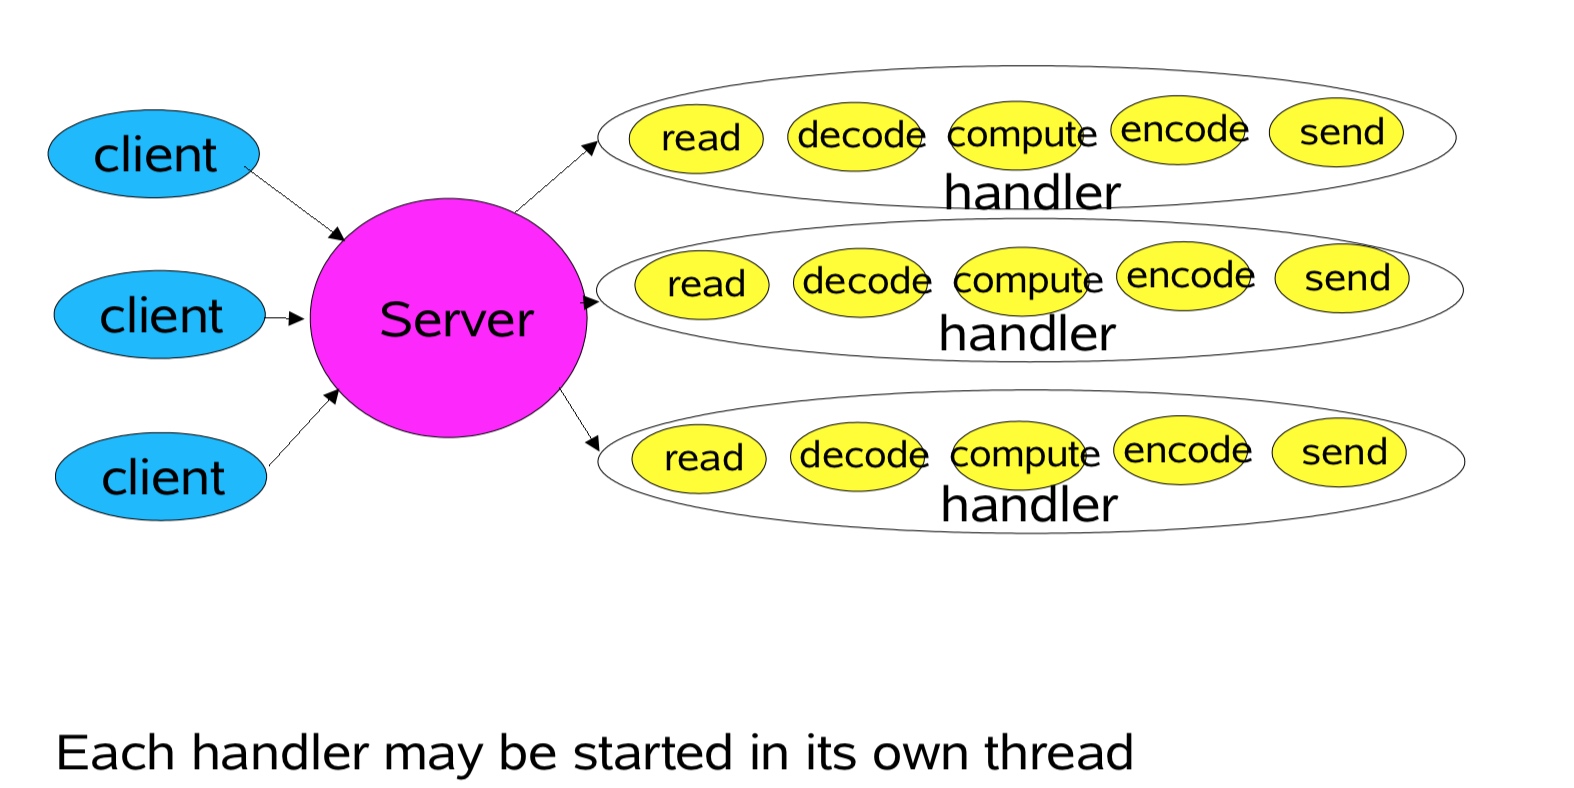 client
client
client
Server
read decode compute encode send
handler
read decode compute encode send
handler
read decode compute encode send
handler
Each handler may be started in its own thread